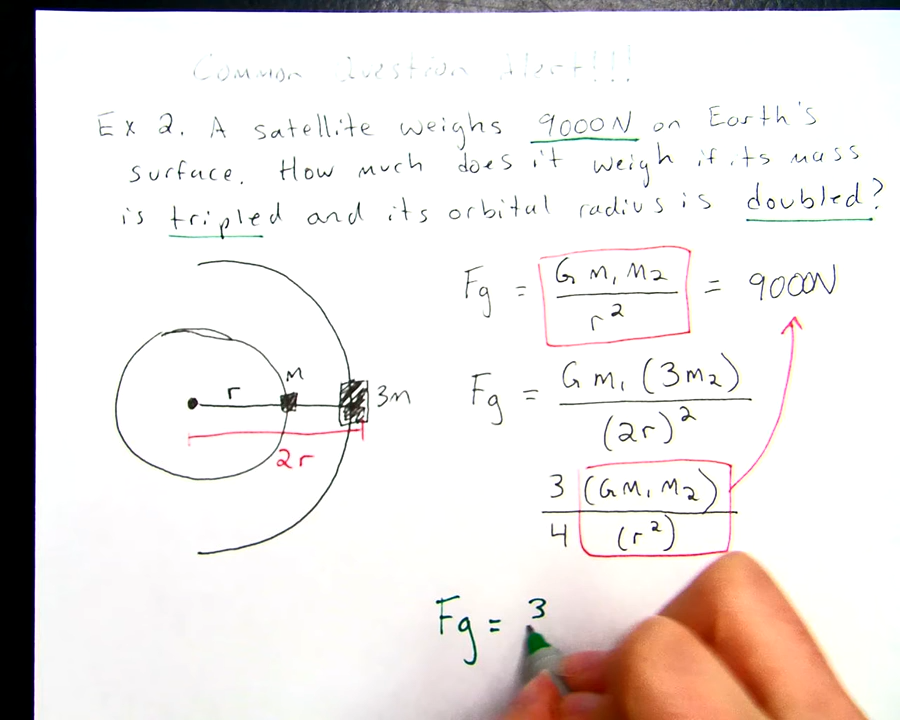 Common Question Alert!!!
Ex 2. A satellite weighs 9000N on Earth's
surface. How much does it weigh if its mass
is tripled and its orbital radius is doubled?
Fg = G m₁ m₂ / r² = 9000N
r
m
3m
2r
Fg = G m₁ (3m₂) / (2r)²
3 (G m₁ m₂) / 4 (r²)
Fg = 3